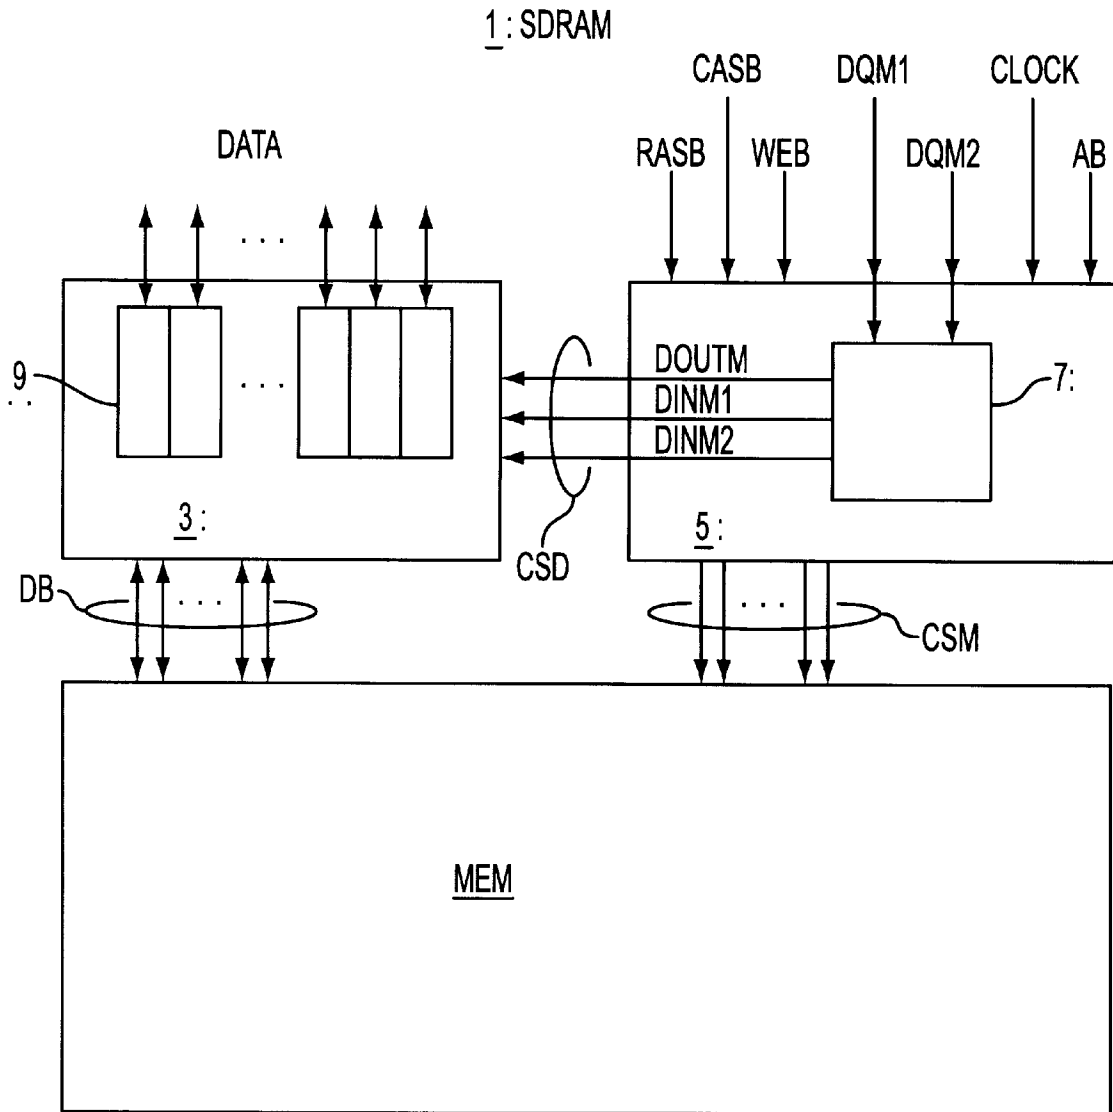 1: SDRAM
CASB DQM1 CLOCK
DATA RASB WEB DQM2 AB
. . .
DOUTM
9 . . . 7:
DINM1
DINM2
3: 5:
CSD
DB . . . . . .
CSM
MEM